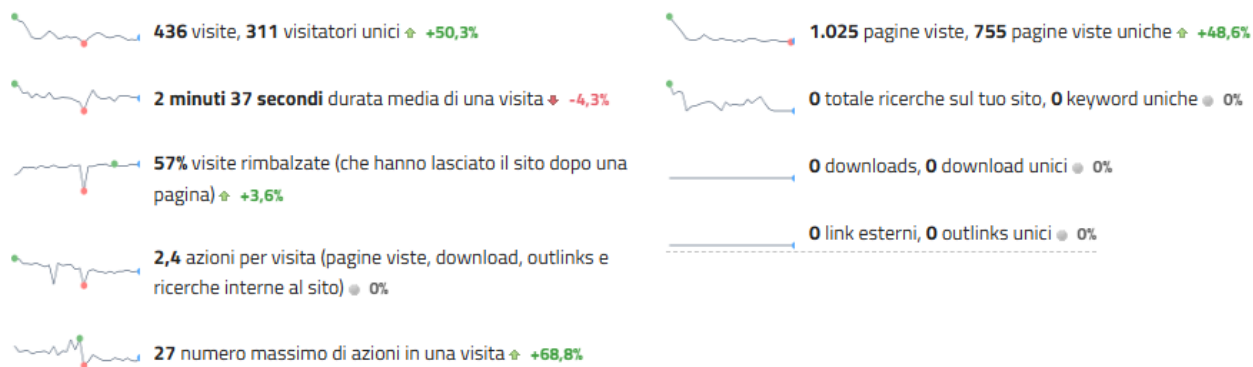 436 visite, 311 visitatori unici +50,3%
2 minuti 37 secondi durata media di una visita -4,3%
57% visite rimbalzate (che hanno lasciato il sito dopo una
pagina) +3,6%
2,4 azioni per visita (pagine viste, download, outlinks e
ricerche interne al sito) 0%
27 numero massimo di azioni in una visita +68,8%
1.025 pagine viste, 755 pagine viste uniche +48,6%
0 totale ricerche sul tuo sito, 0 keyword uniche 0%
0 downloads, 0 download unici 0%
0 link esterni, 0 outlinks unici 0%